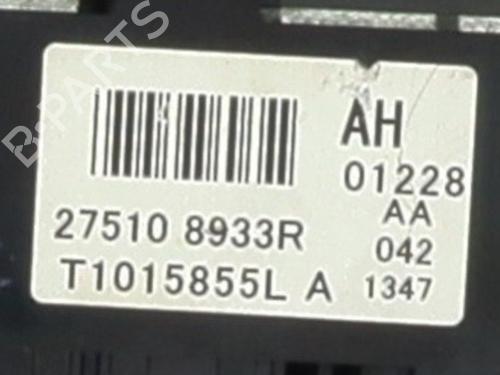 B-PARTS
AH
01228
27510 8933R
AA
042
T1015855L A
1347